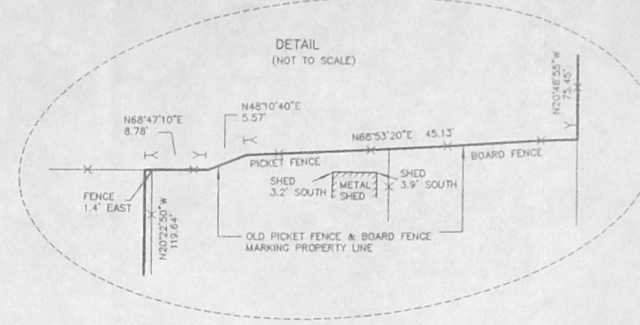 DETAIL
(NOT TO SCALE)
N20°48'55"W
75.45'
N48°10'40"E
5.57'
N68°47'10"E
8.78'
N68°53'20"E 45.13'
PICKET FENCE
BOARD FENCE
SHED
3.2' SOUTH
METAL
SHED
SHED
3.9' SOUTH
FENCE
1.4' EAST
N20°22'50"W
119.64'
OLD PICKET FENCE & BOARD FENCE
MARKING PROPERTY LINE